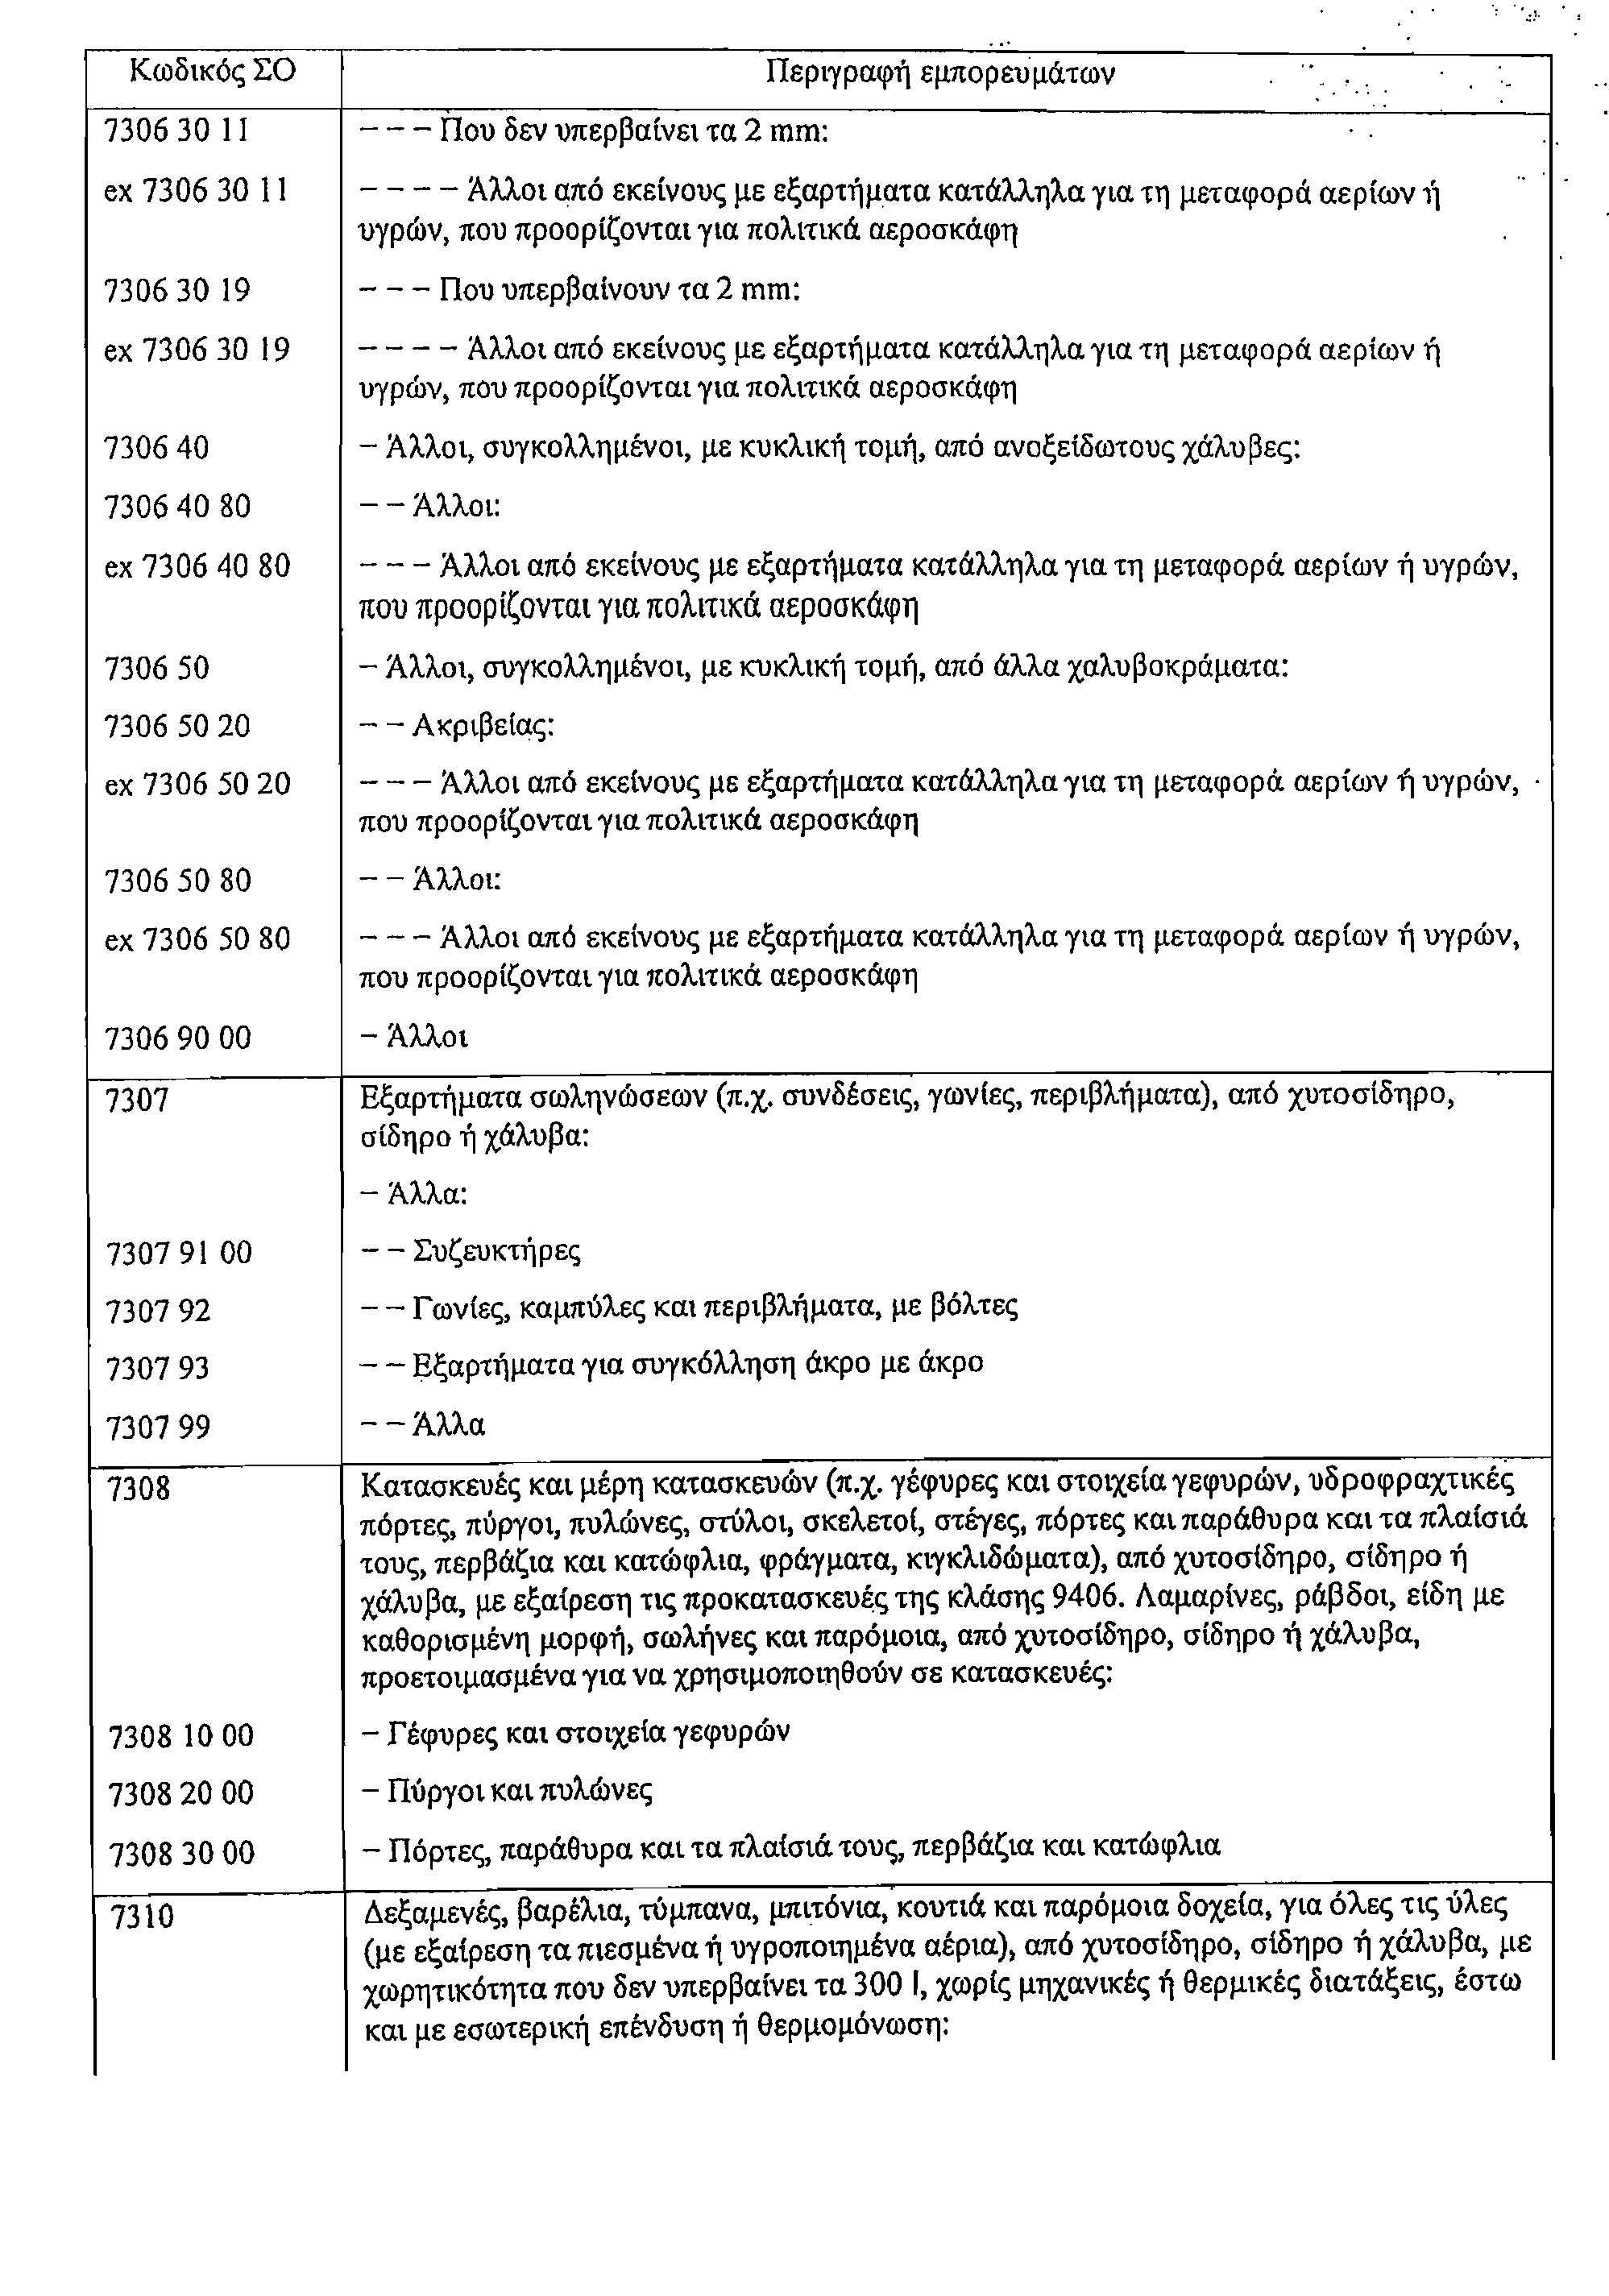 Κωδικός ΣΟ Περιγραφή εμπορευμάτων
7306 30 11 – – – Που δεν υπερβαίνει τα 2 mm:
ex 7306 30 11 – – – – Άλλοι από εκείνους με εξαρτήματα κατάλληλα για τη μεταφορά αερίων ή
υγρών, που προορίζονται για πολιτικά αεροσκάφη
7306 30 19 – – – Που υπερβαίνουν τα 2 mm:
ex 7306 30 19 – – – – Άλλοι από εκείνους με εξαρτήματα κατάλληλα για τη μεταφορά αερίων ή
υγρών, που προορίζονται για πολιτικά αεροσκάφη
7306 40 – Άλλοι, συγκολλημένοι, με κυκλική τομή, από ανοξείδωτους χάλυβες:
7306 40 80 – – Άλλοι:
ex 7306 40 80 – – – Άλλοι από εκείνους με εξαρτήματα κατάλληλα για τη μεταφορά αερίων ή υγρών,
που προορίζονται για πολιτικά αεροσκάφη
7306 50 – Άλλοι, συγκολλημένοι, με κυκλική τομή, από άλλα χαλυβοκράματα:
7306 50 20 – – Ακριβείας:
ex 7306 50 20 – – – Άλλοι από εκείνους με εξαρτήματα κατάλληλα για τη μεταφορά αερίων ή υγρών,
που προορίζονται για πολιτικά αεροσκάφη
7306 50 80 – – Άλλοι:
ex 7306 50 80 – – – Άλλοι από εκείνους με εξαρτήματα κατάλληλα για τη μεταφορά αερίων ή υγρών,
που προορίζονται για πολιτικά αεροσκάφη
7306 90 00 – Άλλοι
7307 Εξαρτήματα σωληνώσεων (π.χ. συνδέσεις, γωνίες, περιβλήματα), από χυτοσίδηρο,
σίδηρο ή χάλυβα:
– Άλλα:
7307 91 00 – – Συζευκτήρες
7307 92 – – Γωνίες, καμπύλες και περιβλήματα, με βόλτες
7307 93 – – Εξαρτήματα για συγκόλληση άκρο με άκρο
7307 99 – – Άλλα
7308 Κατασκευές και μέρη κατασκευών (π.χ. γέφυρες και στοιχεία γεφυρών, υδροφραχτικές
πόρτες, πύργοι, πυλώνες, στύλοι, σκελετοί, στέγες, πόρτες και παράθυρα και τα πλαίσιά
τους, περβάζια και κατώφλια, φράγματα, κιγκλιδώματα), από χυτοσίδηρο, σίδηρο ή
χάλυβα, με εξαίρεση τις προκατασκευές της κλάσης 9406. Λαμαρίνες, ράβδοι, είδη με
καθορισμένη μορφή, σωλήνες και παρόμοια, από χυτοσίδηρο, σίδηρο ή χάλυβα,
προετοιμασμένα για να χρησιμοποιηθούν σε κατασκευές:
7308 10 00 – Γέφυρες και στοιχεία γεφυρών
7308 20 00 – Πύργοι και πυλώνες
7308 30 00 – Πόρτες, παράθυρα και τα πλαίσιά τους, περβάζια και κατώφλια
7310 Δεξαμενές, βαρέλια, τύμπανα, μπιτόνια, κουτιά και παρόμοια δοχεία, για όλες τις ύλες
(με εξαίρεση τα πιεσμένα ή υγροποιημένα αέρια), από χυτοσίδηρο, σίδηρο ή χάλυβα, με
χωρητικότητα που δεν υπερβαίνει τα 300 l, χωρίς μηχανικές ή θερμικές διατάξεις, έστω
και με εσωτερική επένδυση ή θερμομόνωση: